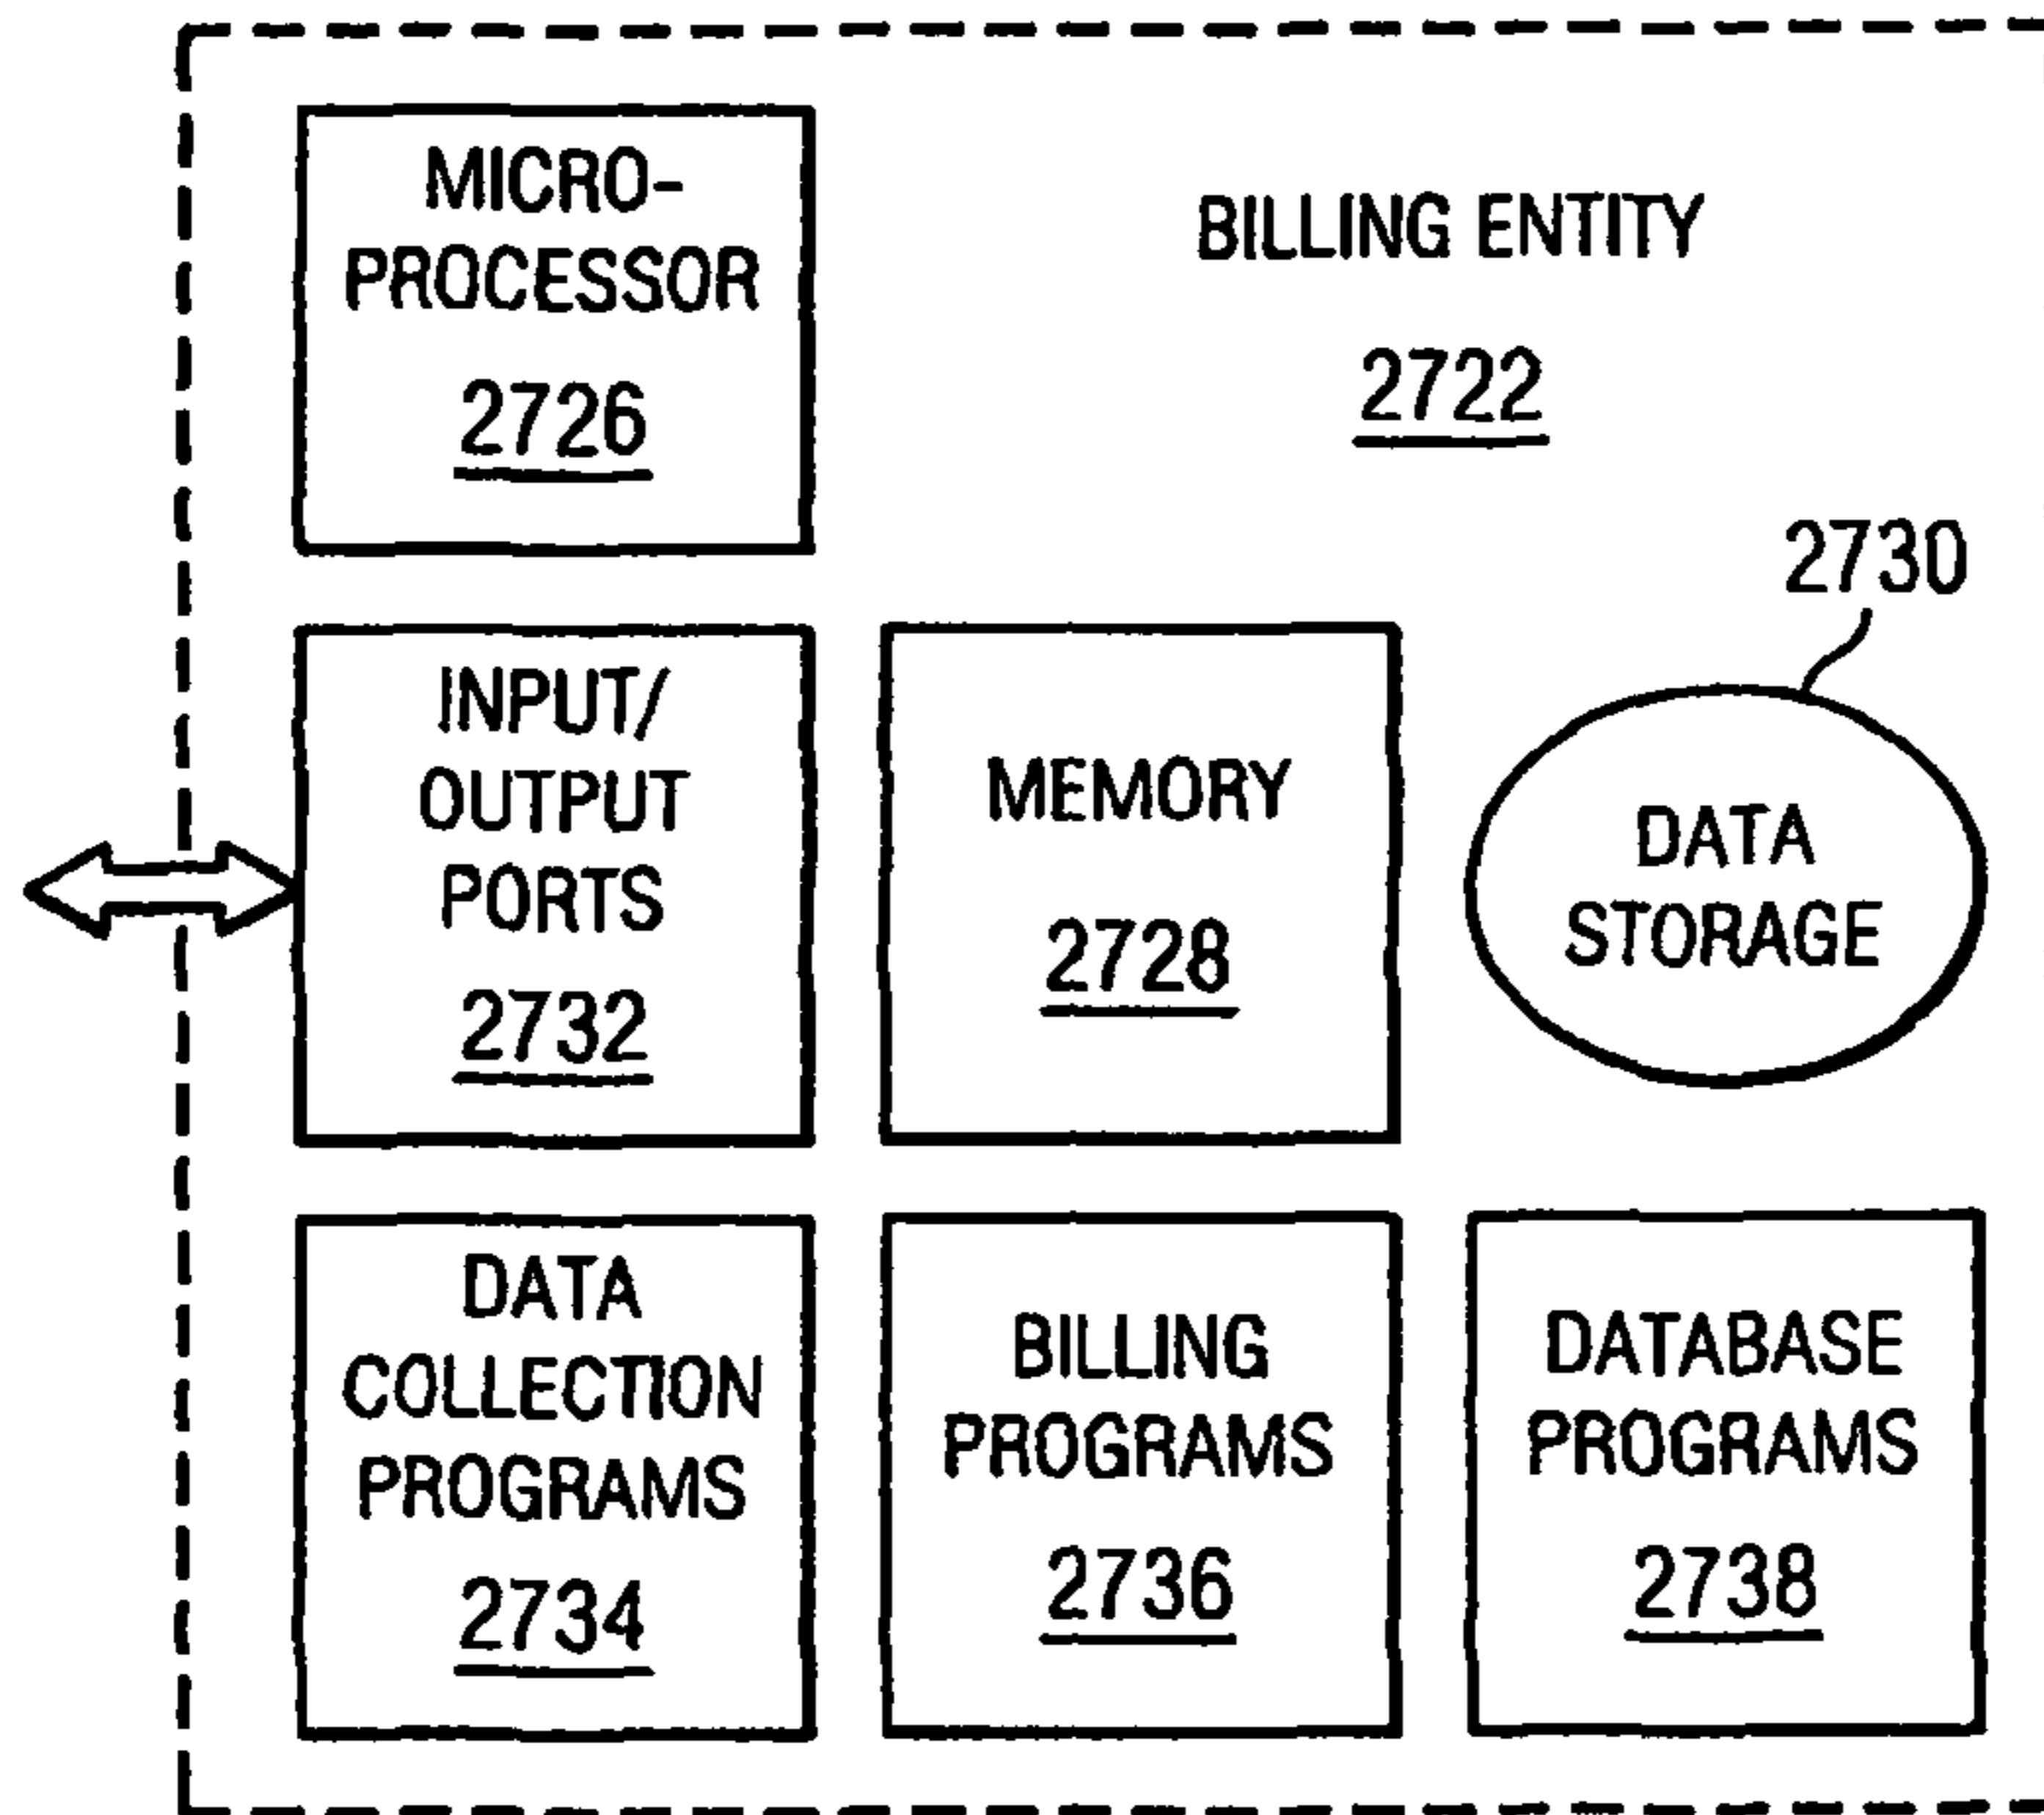 MICRO-
PROCESSOR
2726
BILLING ENTITY
2722
2730
INPUT/
OUTPUT
PORTS
2732
MEMORY
2728
DATA
STORAGE
DATA
COLLECTION
PROGRAMS
2734
BILLING
PROGRAMS
2736
DATABASE
PROGRAMS
2738